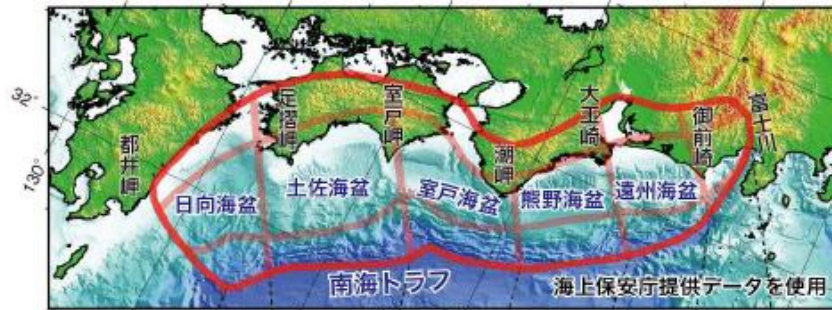 32°
130°
都井岬
足摺岬
室戸岬
潮岬
大王崎
御前崎
富士川
日向海盆
土佐海盆
室戸海盆
熊野海盆
遠州海盆
南海トラフ
海上保安庁提供データを使用